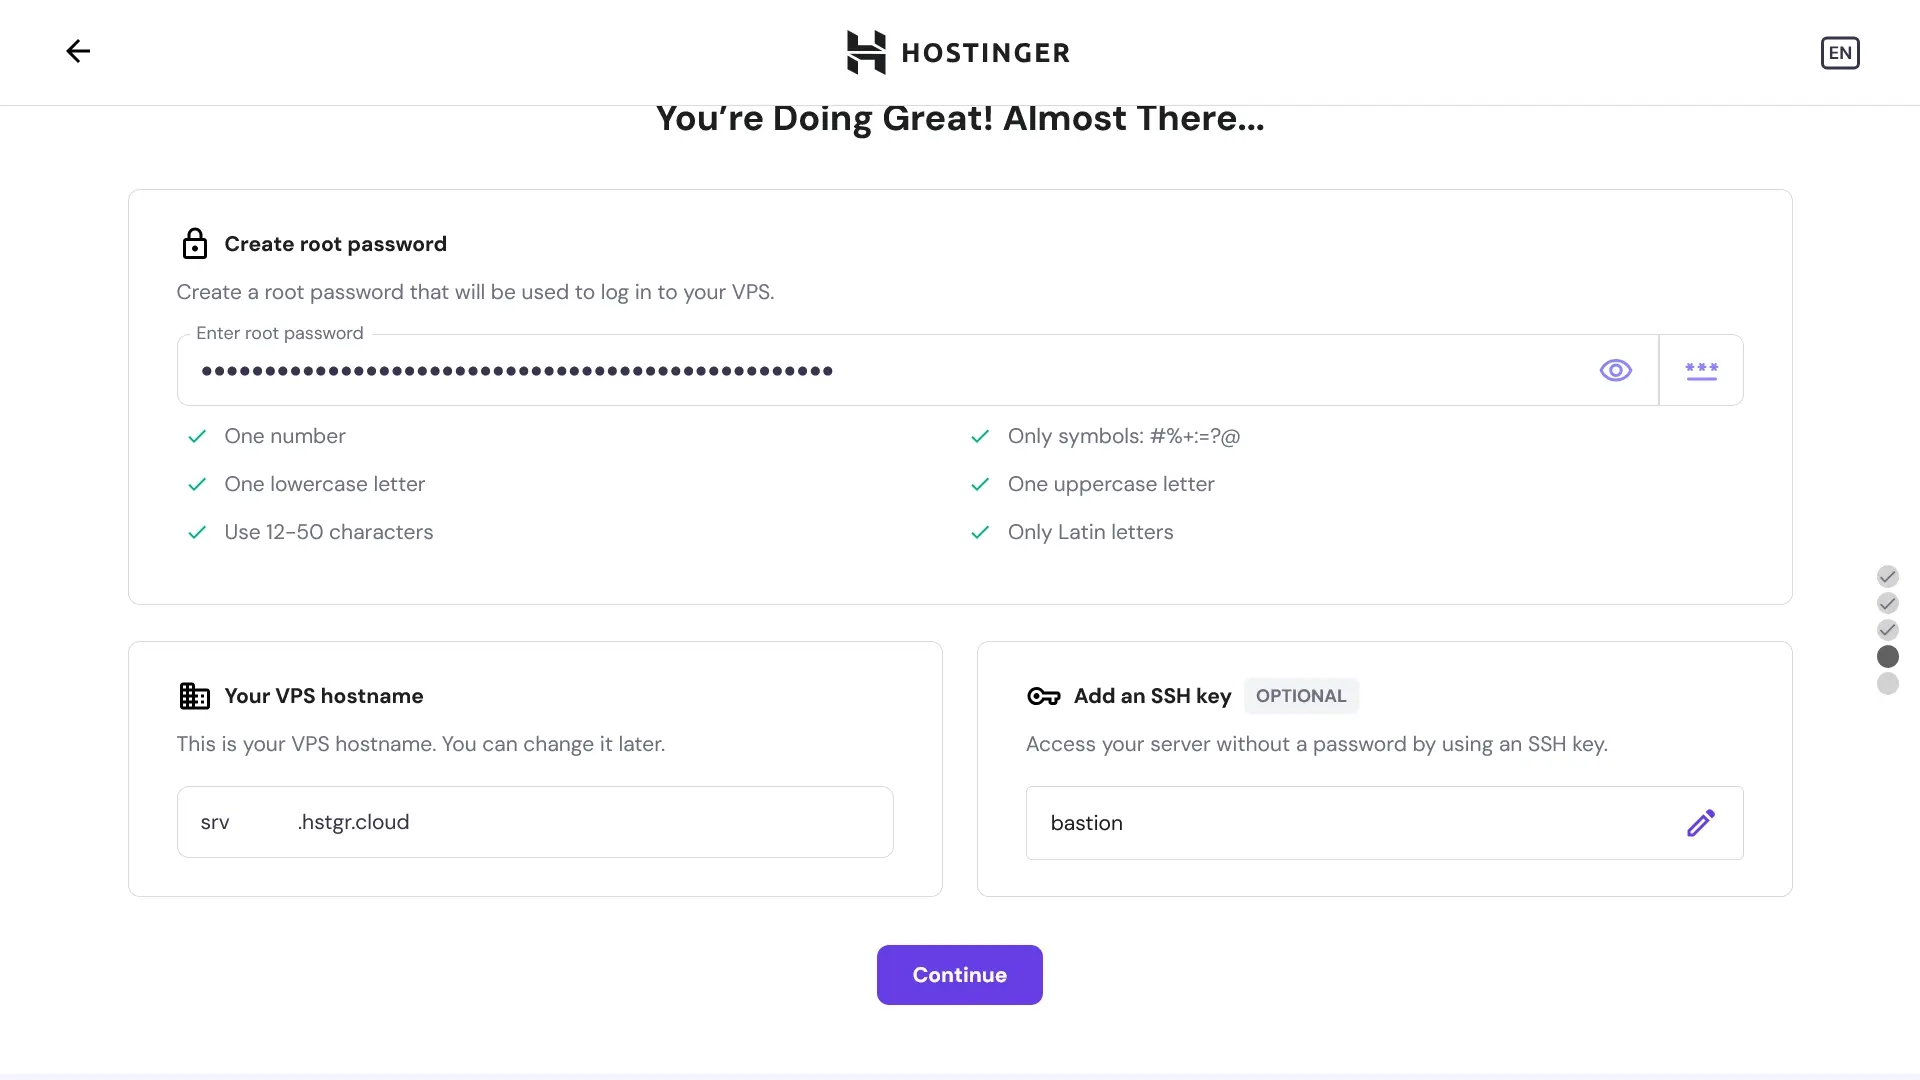 HOSTINGER
EN
You’re Doing Great! Almost There...
Create root password
Create a root password that will be used to log in to your VPS.
Enter root password
••••••••••••••••••••••••••••••••••••••••••••••••••
***
One number
Only symbols: #%+:=?@
One lowercase letter
One uppercase letter
Use 12-50 characters
Only Latin letters
Your VPS hostname
This is your VPS hostname. You can change it later.
srv .hstgr.cloud
Add an SSH key OPTIONAL
Access your server without a password by using an SSH key.
bastion
Continue